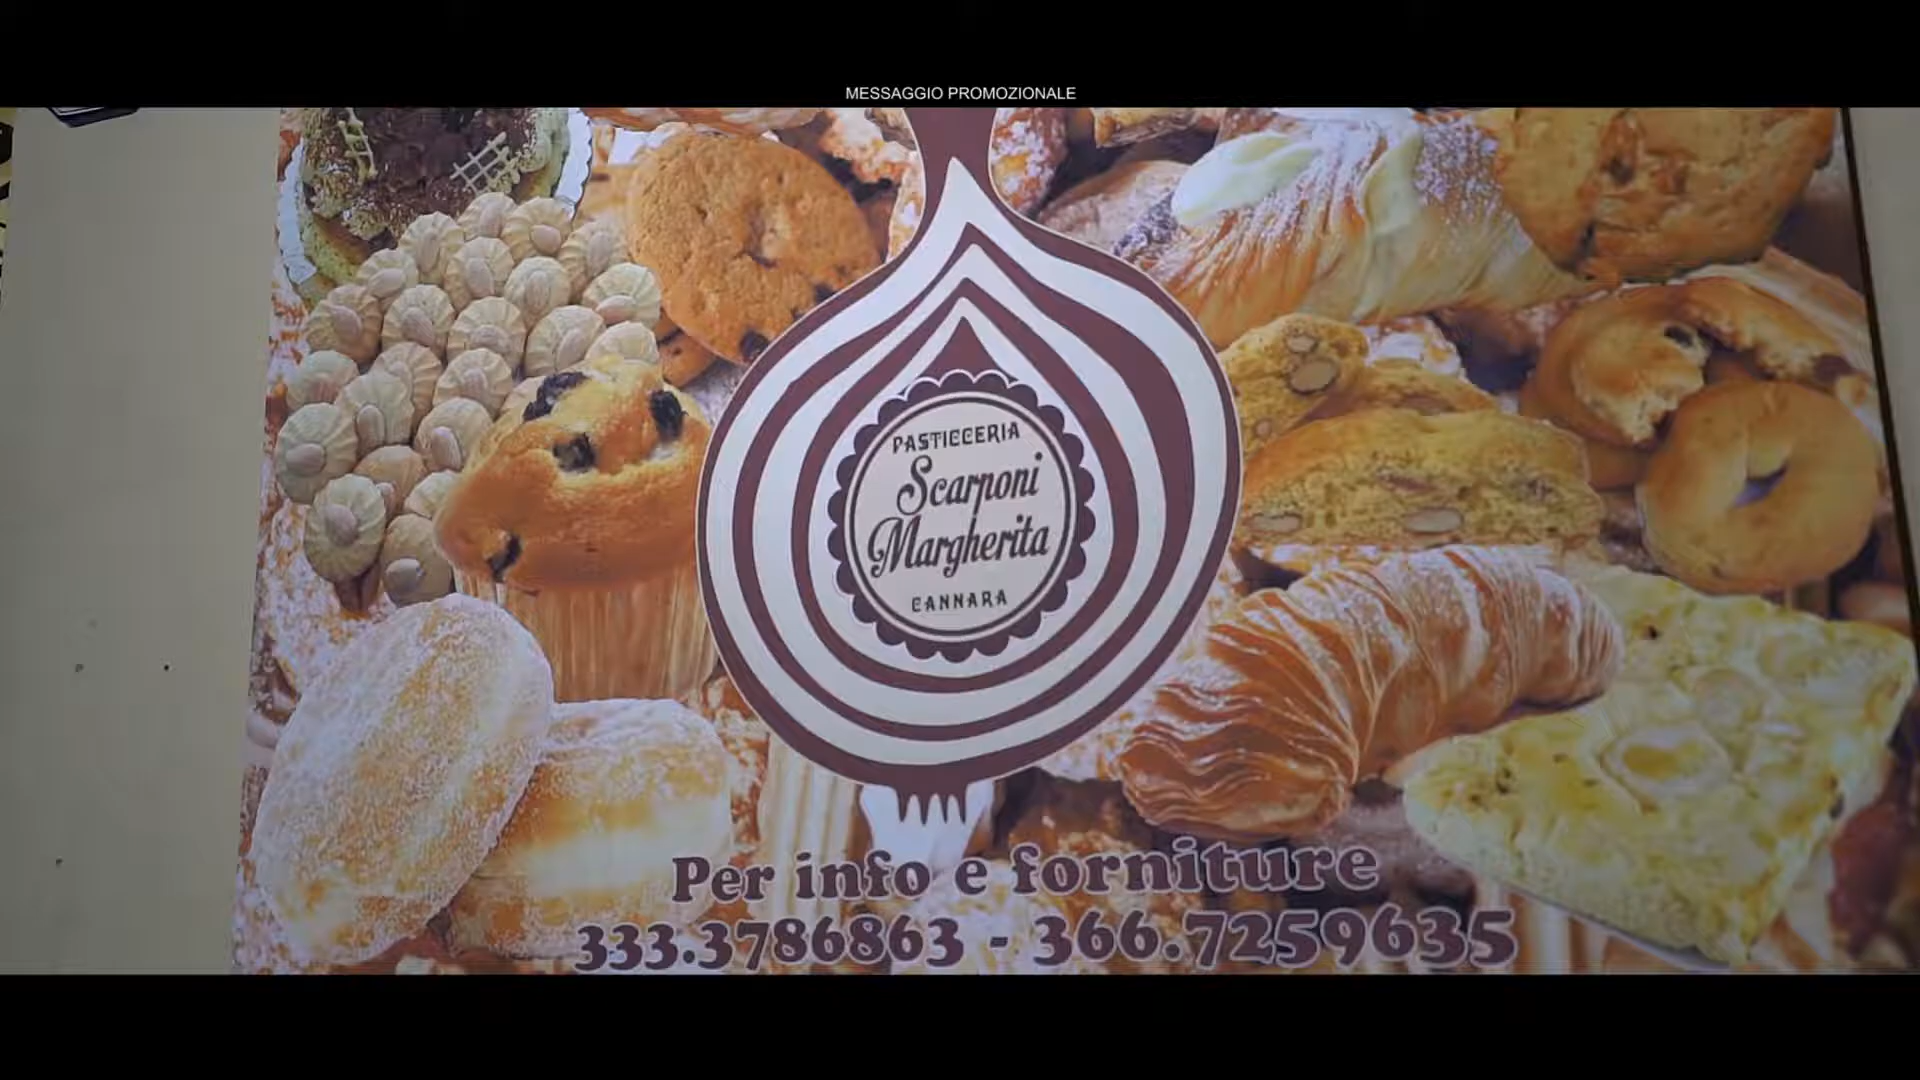 MESSAGGIO PROMOZIONALE
PASTICCERIA
Scarponi
Margherita
CANNARA
Per info e forniture
333.3786863 - 366.7259635